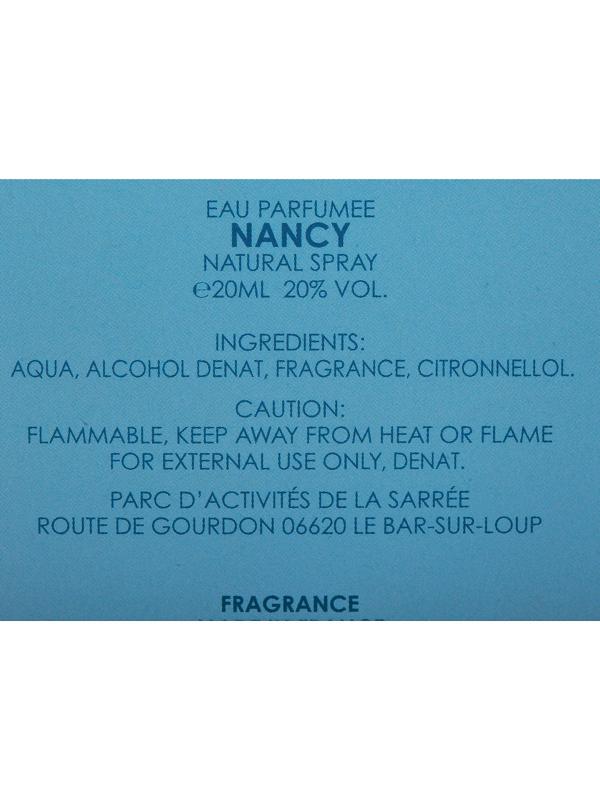 EAU PARFUMEE
NANCY
NATURAL SPRAY
℮20ML 20% VOL.
INGREDIENTS:
AQUA, ALCOHOL DENAT, FRAGRANCE, CITRONNELLOL.
CAUTION:
FLAMMABLE, KEEP AWAY FROM HEAT OR FLAME
FOR EXTERNAL USE ONLY, DENAT.
PARC D'ACTIVITÉS DE LA SARRÉE
ROUTE DE GOURDON 06620 LE BAR-SUR-LOUP
FRAGRANCE